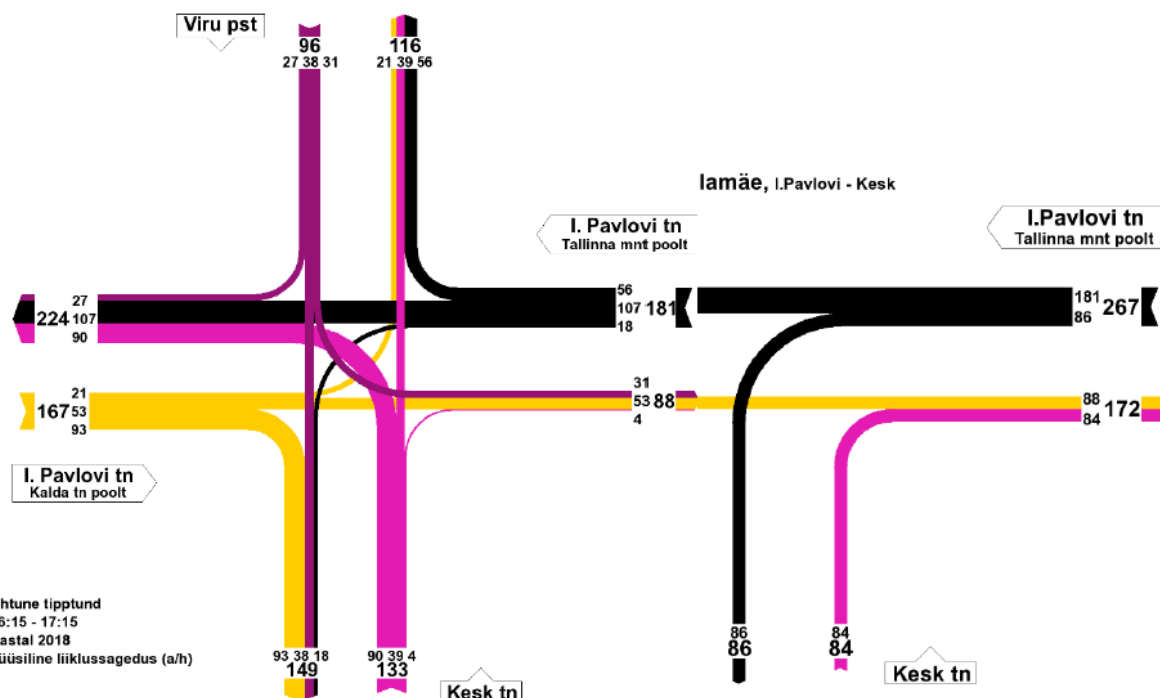 Viru pst
96
116
27 38 31
21 39 56
Iamäe, I.Pavlovi - Kesk
I. Pavlovi tn
Tallinna mnt poolt
I.Pavlovi tn
Tallinna mnt poolt
27
224 107
90
56
107 181
18
181
86 267
21
167 53
93
31
53 88
4
88
84 172
I. Pavlovi tn
Kalda tn poolt
htune tipptund
6:15 - 17:15
astal 2018
üüsiline liiklussagedus (a/h)
93 38 18
149
90 39 4
133
86
86
84
84
Kesk tn
Kesk tn